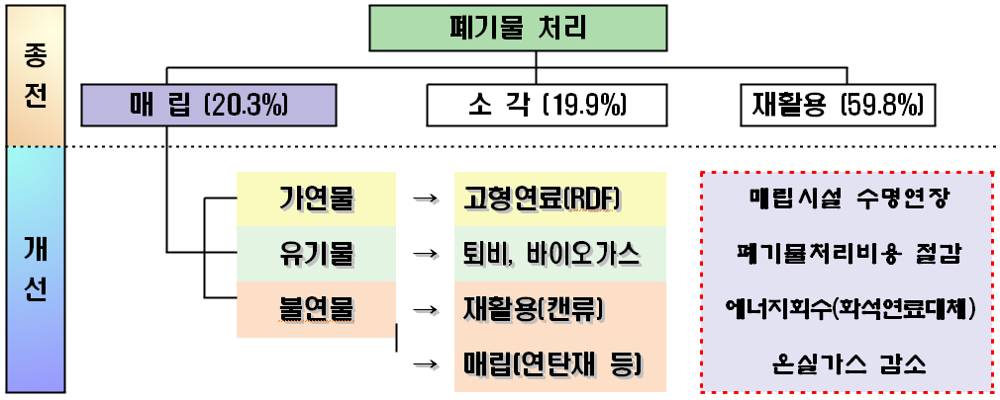 종전
폐기물 처리
매 립 (20.3%)
소 각 (19.9%)
재활용 (59.8%)
개선
가연물 → 고형연료(RDF)
유기물 → 퇴비, 바이오가스
불연물 → 재활용(캔류)
→ 매립(연탄재 등)
매립시설 수명연장
폐기물처리비용 절감
에너지회수(화석연료대체)
온실가스 감소